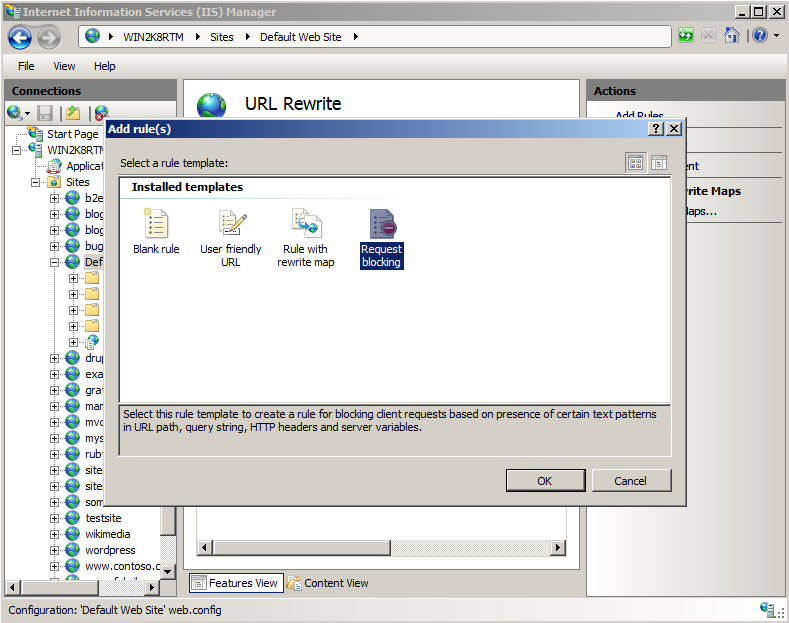 Internet Information Services (IIS) Manager
WIN2K8RTM Sites Default Web Site
File View Help
Connections
Start Page
WIN2K8RTM
Applicat
Sites
b2e
blog
blog
bug
Def
dru
exa
graf
mar
mvc
mys
ruby
site
site
som
testsite
wikimedia
wordpress
www.contoso.c
URL Rewrite
Actions
Add Rules
ent
rite Maps
aps...
Add rule(s)
Select a rule template:
Installed templates
Blank rule
User friendly
URL
Rule with
rewrite map
Request
blocking
Select this rule template to create a rule for blocking client requests based on presence of certain text patterns
in URL path, query string, HTTP headers and server variables.
OK Cancel
Features View Content View
Configuration: 'Default Web Site' web.config